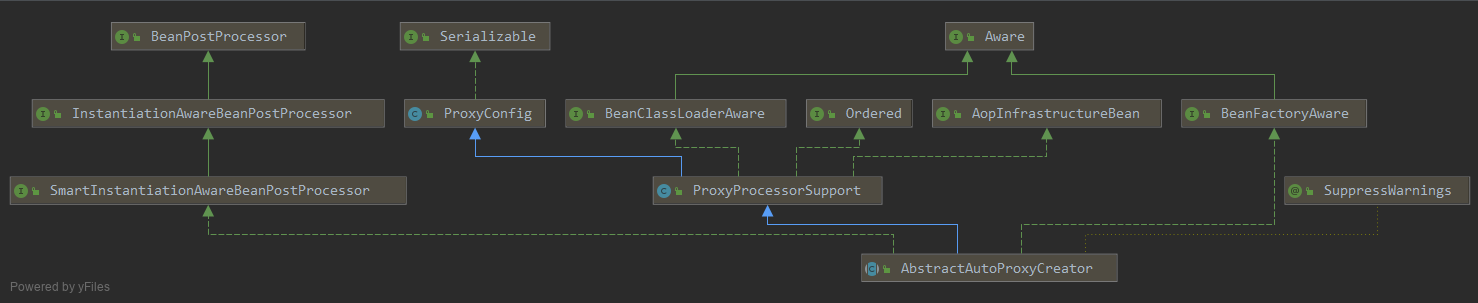 BeanPostProcessor
Serializable
Aware
InstantiationAwareBeanPostProcessor
ProxyConfig
BeanClassLoaderAware
Ordered
AopInfrastructureBean
BeanFactoryAware
SmartInstantiationAwareBeanPostProcessor
ProxyProcessorSupport
SuppressWarnings
AbstractAutoProxyCreator
Powered by yFiles